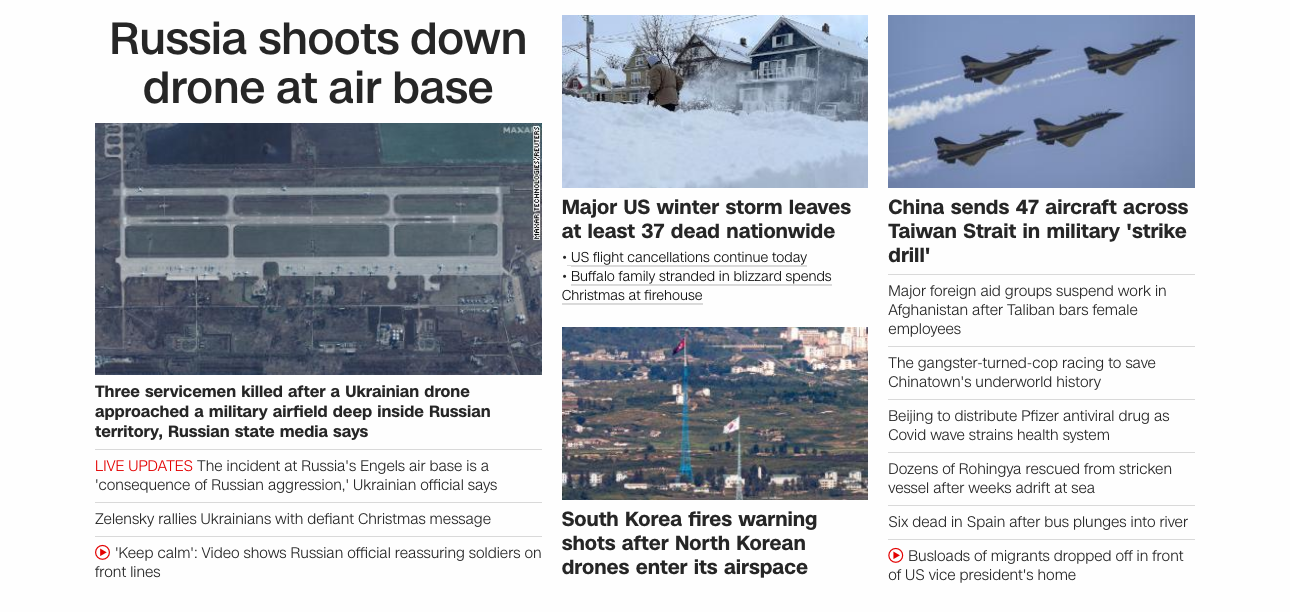 Russia shoots down
drone at air base
MAXAR
MAXAR TECHNOLOGIES/REUTERS
Three servicemen killed after a Ukrainian drone
approached a military airfield deep inside Russian
territory, Russian state media says
LIVE UPDATES The incident at Russia's Engels air base is a
'consequence of Russian aggression,' Ukrainian official says
Zelensky rallies Ukrainians with defiant Christmas message
'Keep calm': Video shows Russian official reassuring soldiers on
front lines
Major US winter storm leaves
at least 37 dead nationwide
• US flight cancellations continue today
• Buffalo family stranded in blizzard spends
Christmas at firehouse
South Korea fires warning
shots after North Korean
drones enter its airspace
China sends 47 aircraft across
Taiwan Strait in military 'strike
drill'
Major foreign aid groups suspend work in
Afghanistan after Taliban bars female
employees
The gangster-turned-cop racing to save
Chinatown's underworld history
Beijing to distribute Pfizer antiviral drug as
Covid wave strains health system
Dozens of Rohingya rescued from stricken
vessel after weeks adrift at sea
Six dead in Spain after bus plunges into river
Busloads of migrants dropped off in front
of US vice president's home